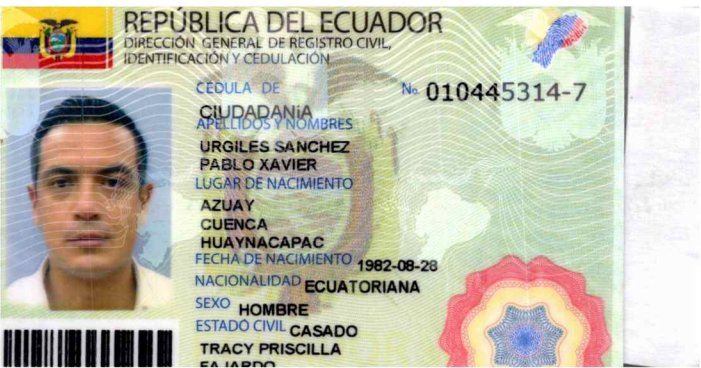 REPÚBLICA DEL ECUADOR
DIRECCIÓN GENERAL DE REGISTRO CIVIL,
IDENTIFICACIÓN Y CEDULACIÓN
CÉDULA DE No. 010445314-7
CIUDADANÍA
APELLIDOS Y NOMBRES
URGILES SANCHEZ
PABLO XAVIER
LUGAR DE NACIMIENTO
AZUAY
CUENCA
HUAYNACAPAC
FECHA DE NACIMIENTO 1982-08-28
NACIONALIDAD ECUATORIANA
SEXO HOMBRE
ESTADO CIVIL CASADO
TRACY PRISCILLA
FAJARDO